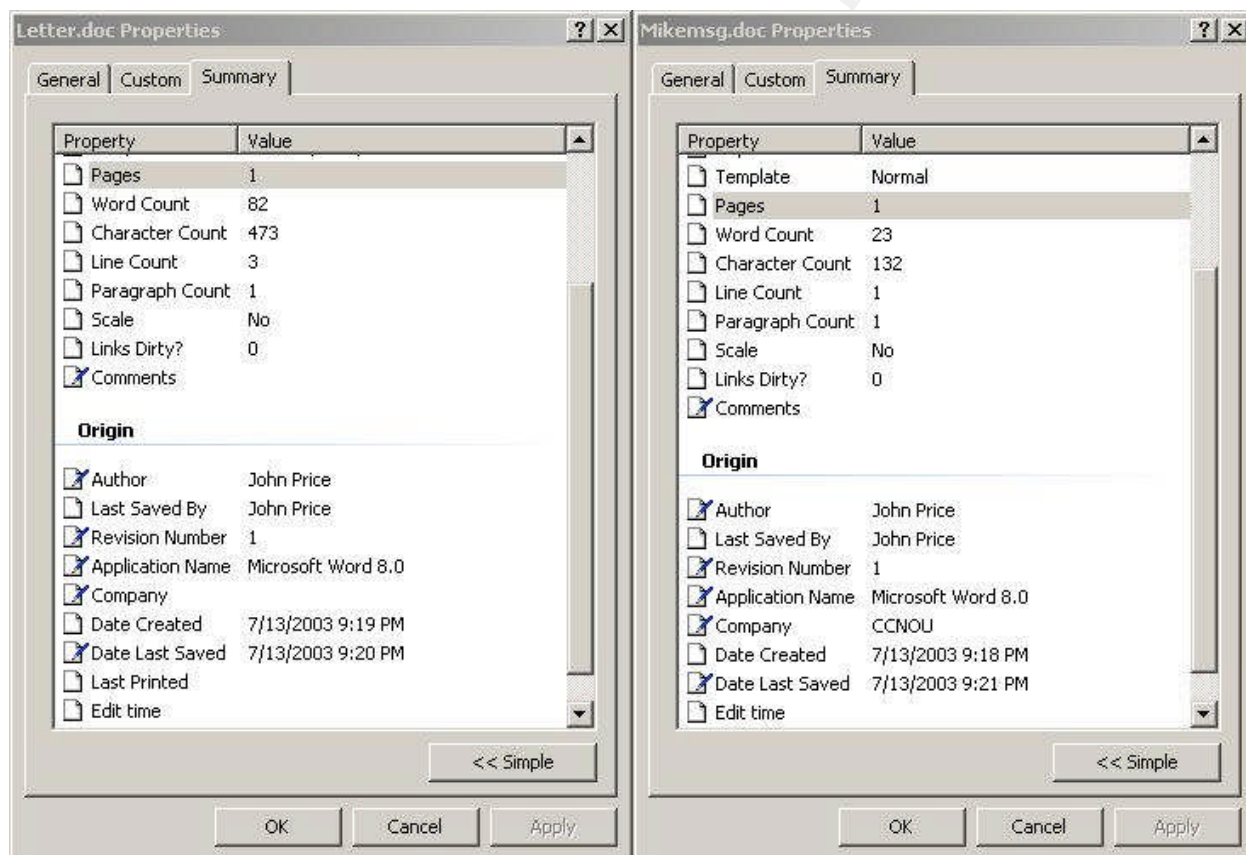 Letter.doc Properties
General Custom Summary
Property Value
Pages 1
Word Count 82
Character Count 473
Line Count 3
Paragraph Count 1
Scale No
Links Dirty? 0
Comments
Origin
Author John Price
Last Saved By John Price
Revision Number 1
Application Name Microsoft Word 8.0
Company
Date Created 7/13/2003 9:19 PM
Date Last Saved 7/13/2003 9:20 PM
Last Printed
Edit time
<< Simple
OK Cancel Apply
Mikemsg.doc Properties
General Custom Summary
Property Value
Template Normal
Pages 1
Word Count 23
Character Count 132
Line Count 1
Paragraph Count 1
Scale No
Links Dirty? 0
Comments
Origin
Author John Price
Last Saved By John Price
Revision Number 1
Application Name Microsoft Word 8.0
Company CCNOU
Date Created 7/13/2003 9:18 PM
Date Last Saved 7/13/2003 9:21 PM
Edit time
<< Simple
OK Cancel Apply